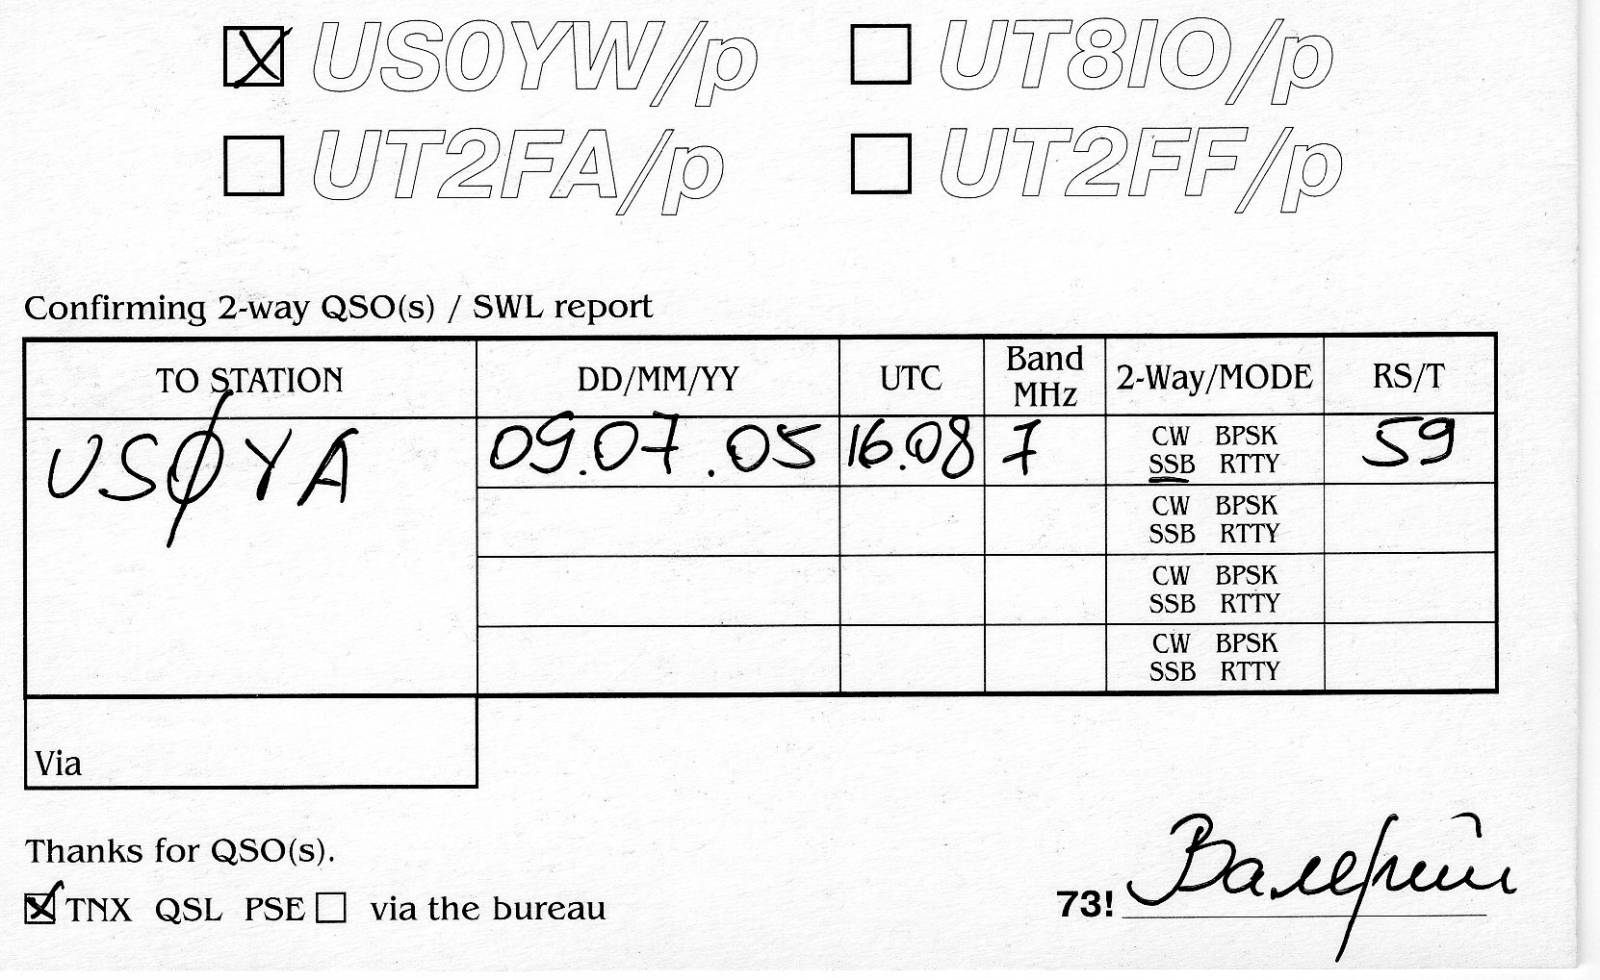 US0YW/p UT8IO/p
UT2FA/p UT2FF/p
Confirming 2-way QSO(s) / SWL report
TO STATION DD/MM/YY UTC Band MHz 2-Way/MODE RS/T
USØYA 09.07.05 16.08 7 CW BPSK 59
SSB RTTY
CW BPSK
SSB RTTY
CW BPSK
SSB RTTY
CW BPSK
SSB RTTY
Via
Thanks for QSO(s).
TNX QSL PSE via the bureau
73! Валерий